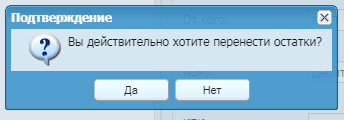 Подтверждение
Вы действительно хотите перенести остатки?
Да
Нет